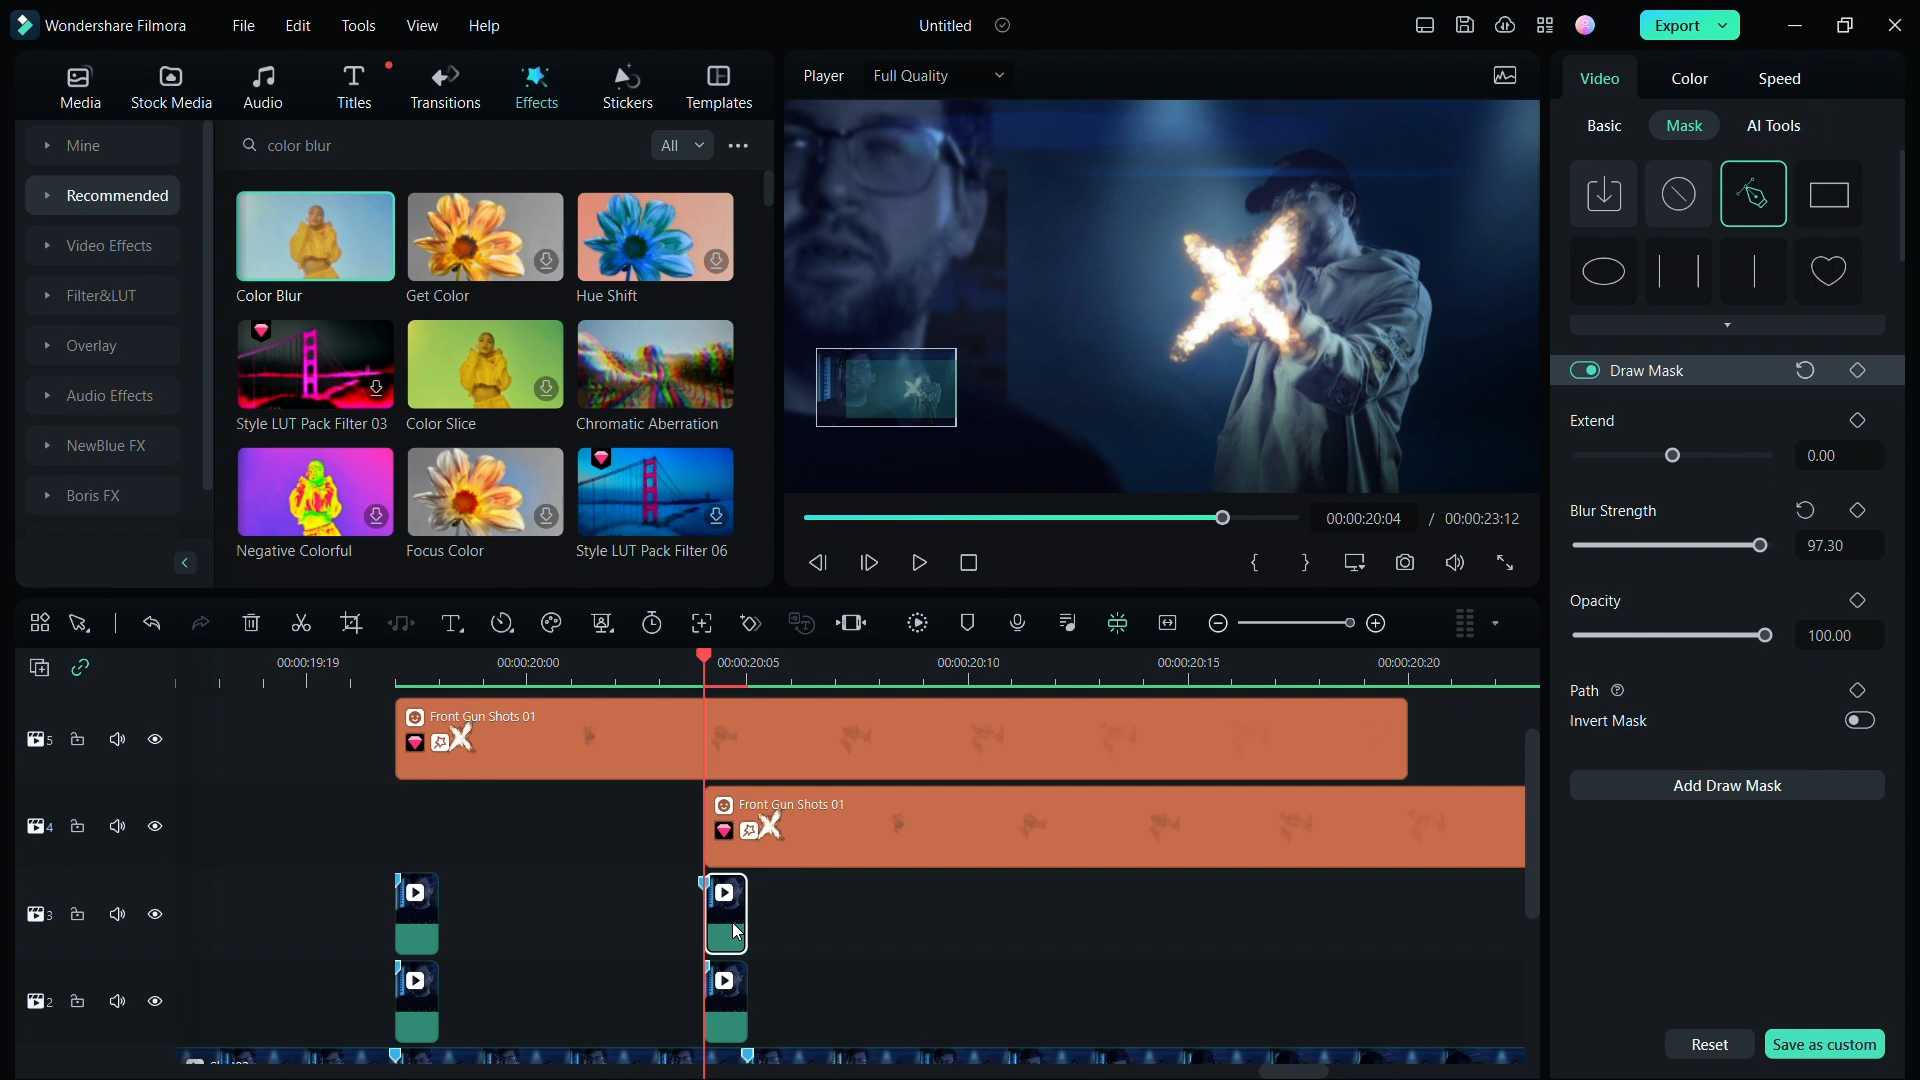 Wondershare Filmora
File
Edit
Tools
View
Help
Untitled
Export
Media
Stock Media
Audio
Titles
Transitions
Effects
Stickers
Templates
Player
Full Quality
Video
Color
Speed
Basic
Mask
AI Tools
Mine
Recommended
Video Effects
Filter&LUT
Overlay
Audio Effects
NewBlue FX
Boris FX
color blur
All
Color Blur
Get Color
Hue Shift
Style LUT Pack Filter 03
Color Slice
Chromatic Aberration
Negative Colorful
Focus Color
Style LUT Pack Filter 06
00:00:20:04 / 00:00:23:12
Draw Mask
Extend
0.00
Blur Strength
97.30
Opacity
100.00
Path
Invert Mask
Add Draw Mask
Reset
Save as custom
00:00:19:19
00:00:20:00
00:00:20:05
00:00:20:10
00:00:20:15
00:00:20:20
5
Front Gun Shots 01
4
Front Gun Shots 01
3
2